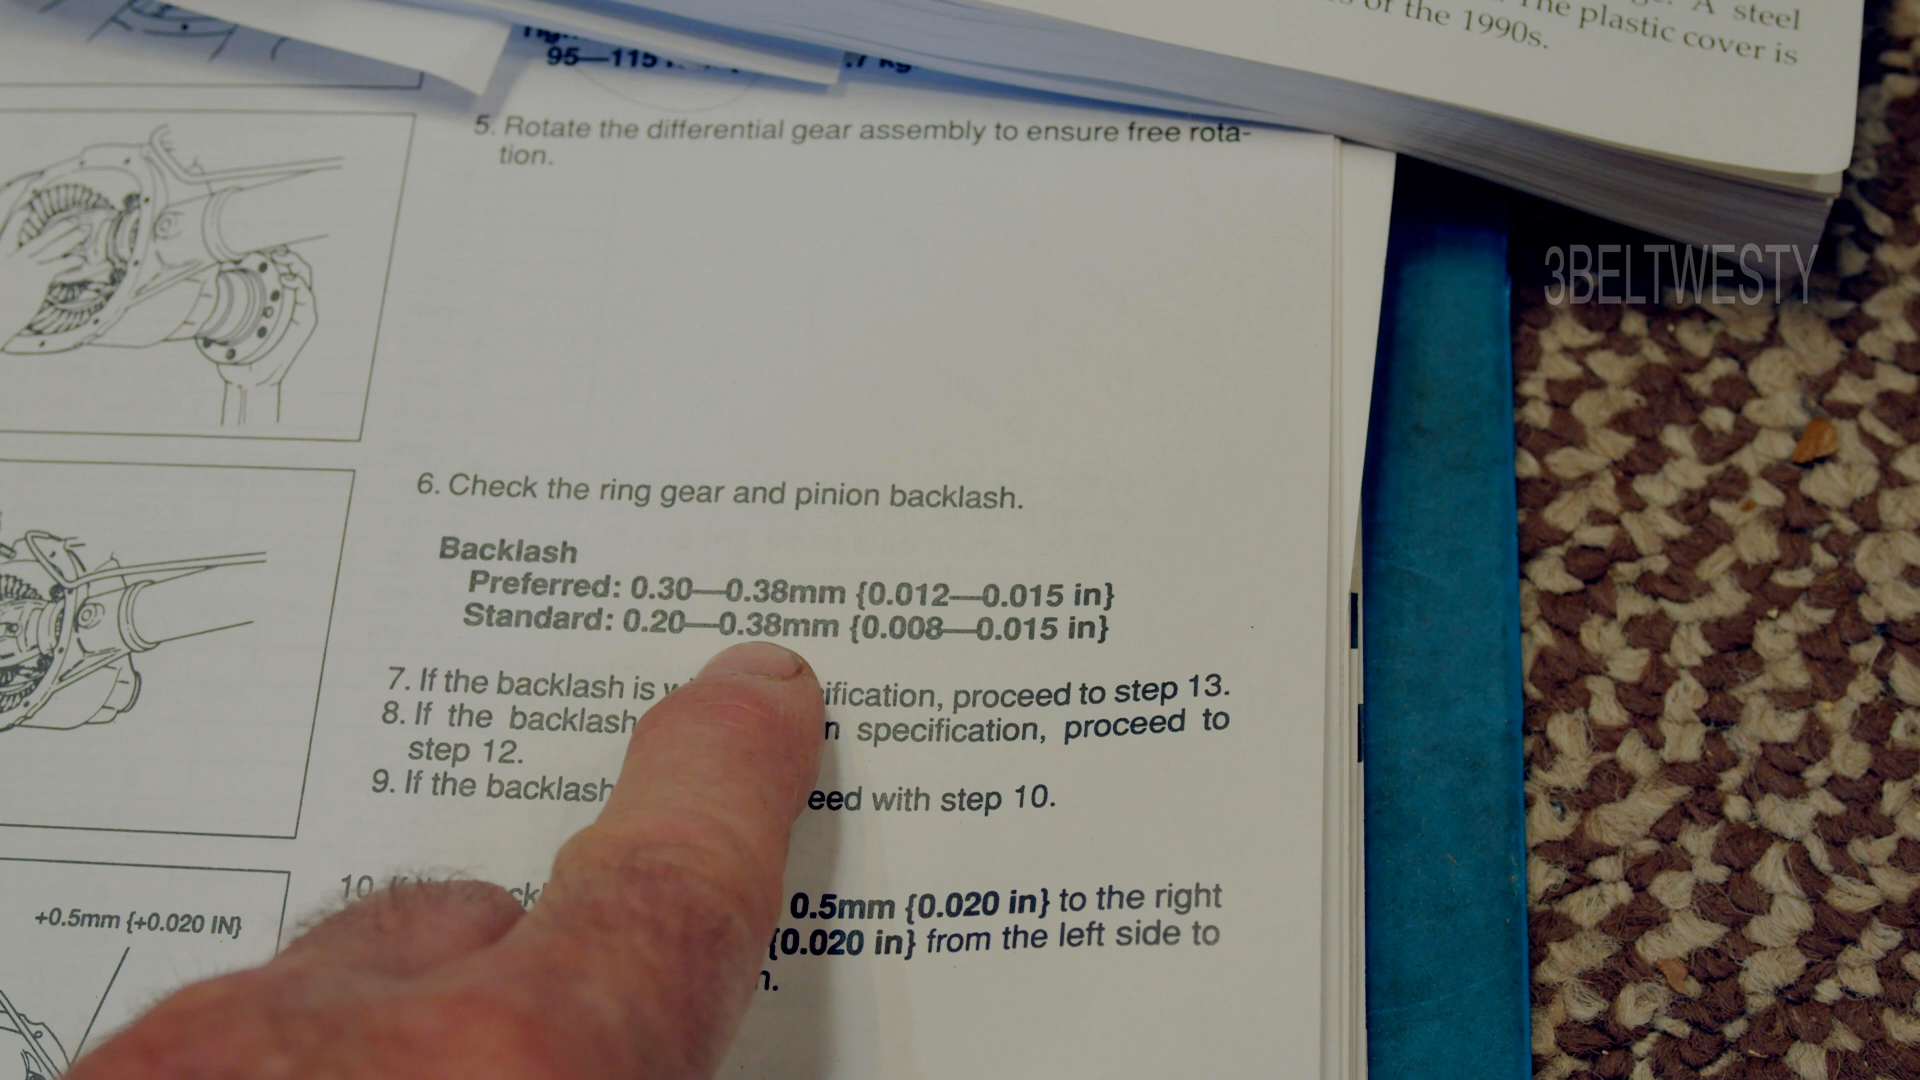 A steel
of the 1990s. The plastic cover is
95—115
5. Rotate the differential gear assembly to ensure free rota-
tion.
3BELTWESTY
6. Check the ring gear and pinion backlash.
Backlash
Preferred: 0.30—0.38mm {0.012—0.015 in}
Standard: 0.20—0.38mm {0.008—0.015 in}
7. If the backlash is ification, proceed to step 13.
8. If the backlash n specification, proceed to
step 12.
9. If the backlash eed with step 10.
10.
0.5mm {0.020 in} to the right
{0.020 in} from the left side to
+0.5mm {+0.020 IN}